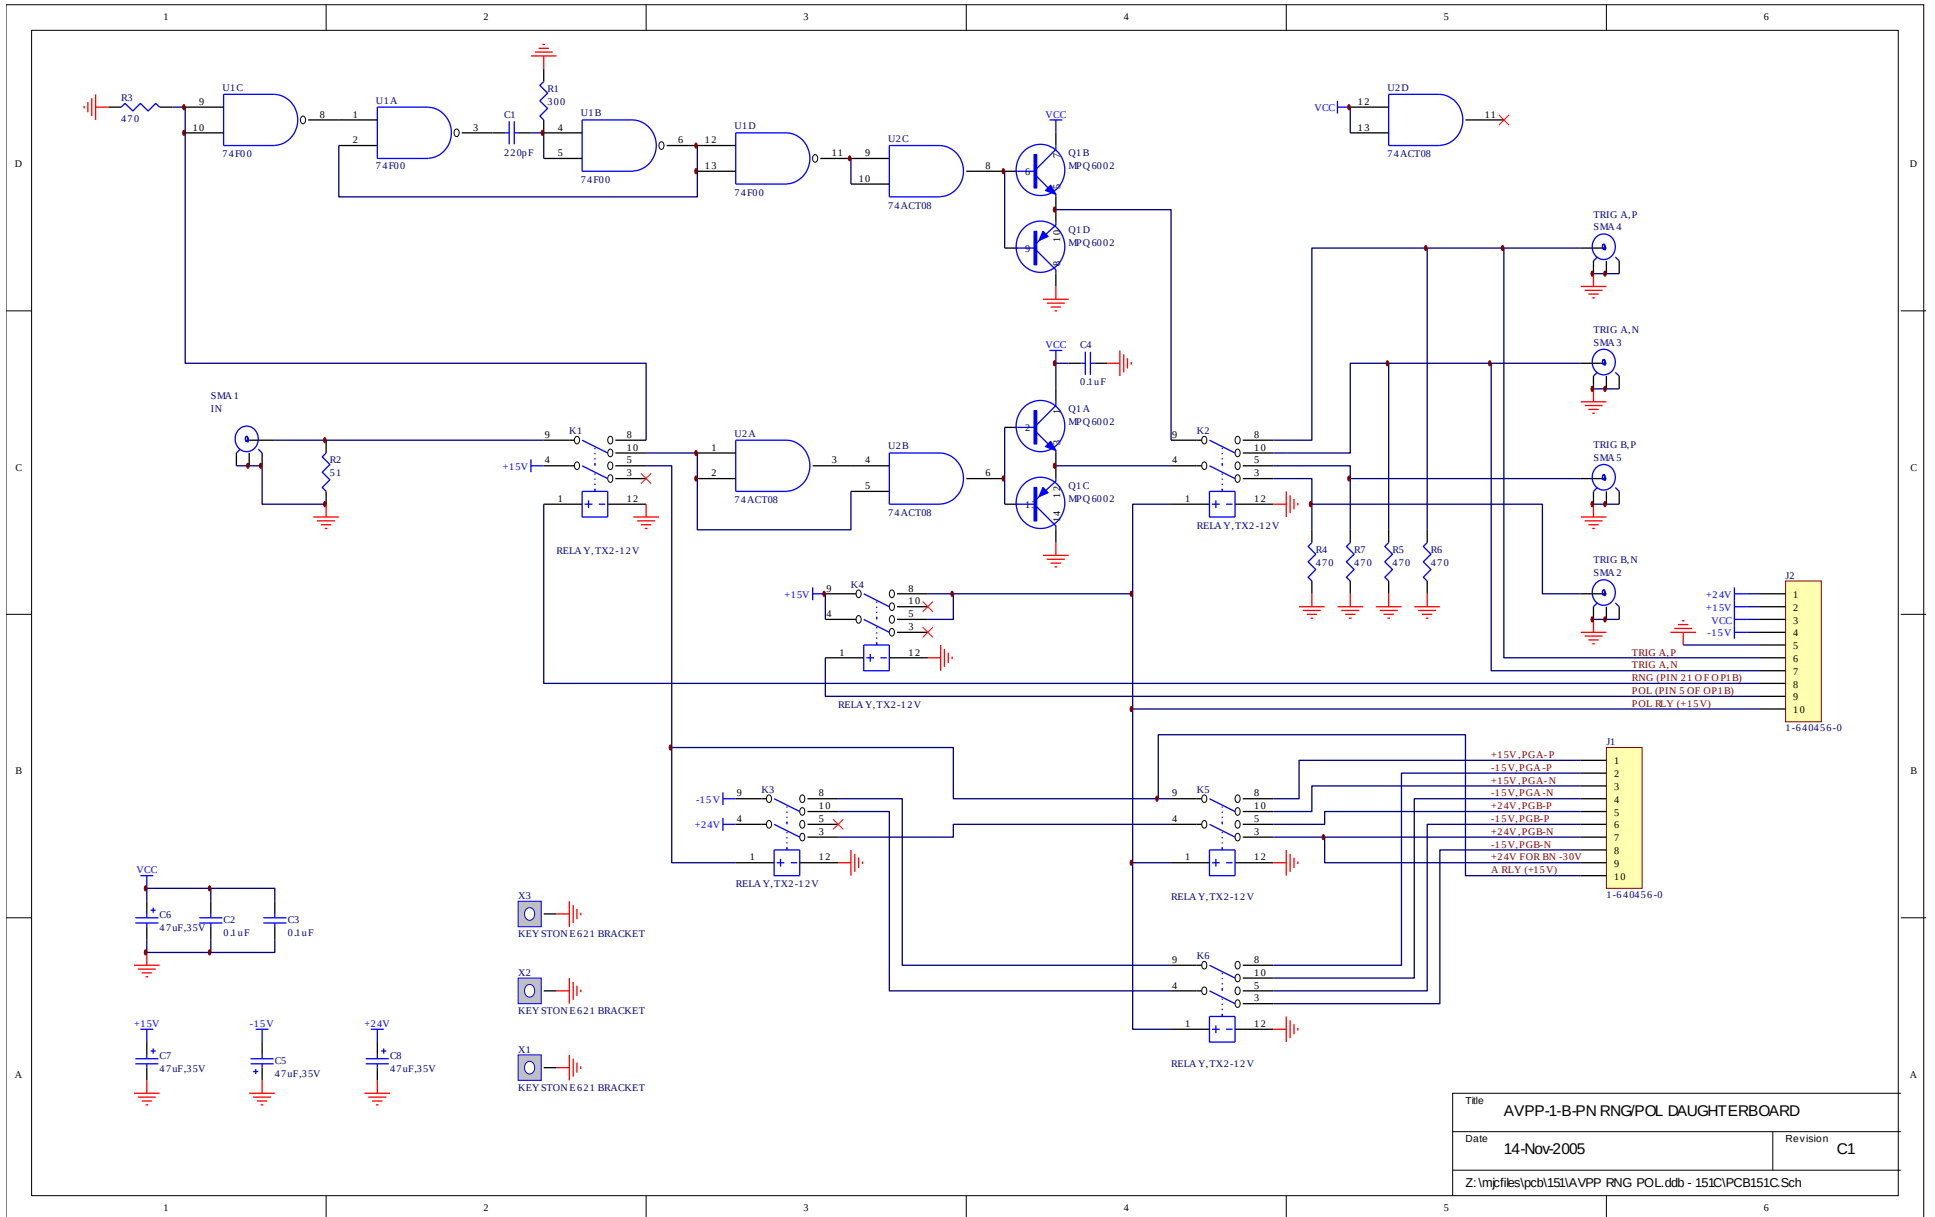 1 2 3 4 5 6
D
D
C
C
B
B
A
A
R3
470
9
10
U1C
8
74F00
1
2
U1A
3
74F00
C1
220pF
R1
300
4
5
U1B
6
74F00
12
13
U1D
11
74F00
9
10
U2C
8
74ACT08
VCC
7
6
5
Q1B
MPQ6002
10
9
8
Q1D
MPQ6002
VCC
12
13
U2D
11
74ACT08
TRIG A,P
SMA4
TRIG A,N
SMA3
TRIG B,P
SMA5
TRIG B,N
SMA2
SMA1
IN
R2
51
K1
9
8
10
+15V
4
5
3
1
12
RELAY,TX2-12V
1
2
U2A
3
74ACT08
4
5
U2B
6
74ACT08
VCC
C4
0.1uF
1
2
3
Q1A
MPQ6002
12
13
14
Q1C
MPQ6002
K2
9
8
10
4
5
3
1
12
RELAY,TX2-12V
R4
470
R7
470
R5
470
R6
470
K4
+15V
9
8
10
4
5
3
1
12
RELAY,TX2-12V
J2
+24V 1
+15V 2
VCC 3
-15V 4
5
TRIG A,P 6
TRIG A,N 7
RNG (PIN 21 OF OP1B) 8
POL (PIN 5 OF OP1B) 9
POL RLY (+15V) 10
1-640456-0
J1
+15V,PGA-P 1
-15V,PGA-P 2
+15V,PGA-N 3
-15V,PGA-N 4
+24V,PGB-P 5
-15V,PGB-P 6
+24V,PGB-N 7
-15V,PGB-N 8
+24V FOR BN -30V 9
A RLY (+15V) 10
1-640456-0
K3
-15V
9
8
10
+24V
4
5
3
1
12
RELAY,TX2-12V
K5
9
8
10
4
5
3
1
12
RELAY,TX2-12V
K6
9
8
10
4
5
3
1
12
RELAY,TX2-12V
VCC
C6
47uF,35V
C2
0.1uF
C3
0.1uF
+15V
C7
47uF,35V
-15V
C5
47uF,35V
+24V
C8
47uF,35V
X3
KEYSTONE621 BRACKET
X2
KEYSTONE621 BRACKET
X1
KEYSTONE621 BRACKET
Title
AVPP-1-B-PN RNG/POL DAUGHTERBOARD
Date
14-Nov-2005
Revision
C1
Z:\mjcfiles\pcb\151\AVPP RNG POL.ddb - 151C\PCB151C.Sch
1 2 3 4 5 6